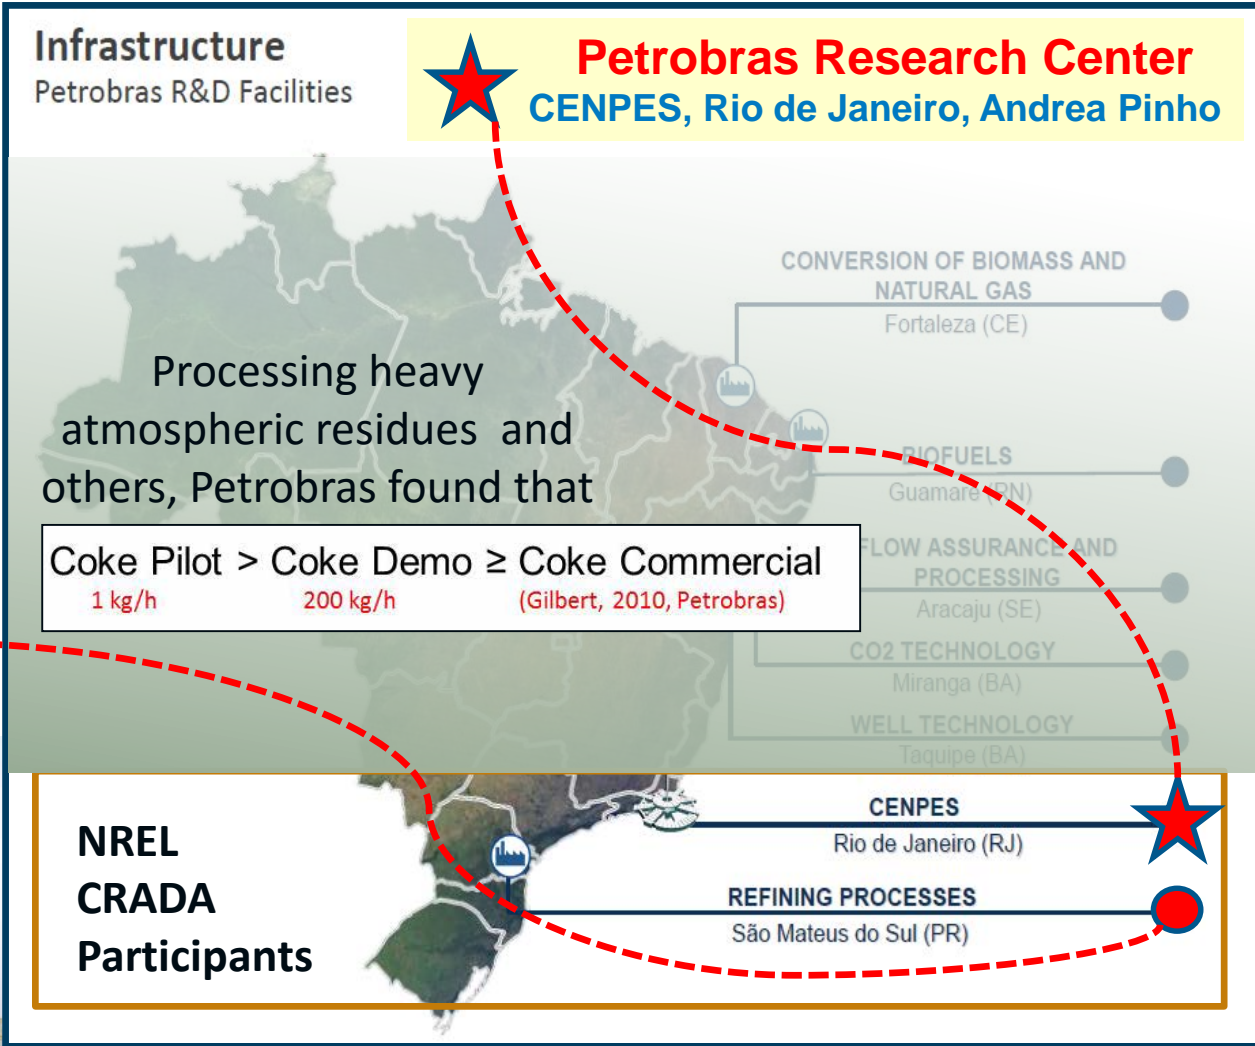 Infrastructure
Petrobras R&D Facilities
Petrobras Research Center
CENPES, Rio de Janeiro, Andrea Pinho
CONVERSION OF BIOMASS AND
NATURAL GAS
Fortaleza (CE)
Processing heavy
atmospheric residues and
others, Petrobras found that
BIOFUELS
Guamaré (RN)
Coke Pilot > Coke Demo ≥ Coke Commercial
1 kg/h 200 kg/h (Gilbert, 2010, Petrobras)
FLOW ASSURANCE AND
PROCESSING
Aracaju (SE)
CO2 TECHNOLOGY
Miranga (BA)
WELL TECHNOLOGY
Taquipe (BA)
NREL
CRADA
Participants
CENPES
Rio de Janeiro (RJ)
REFINING PROCESSES
São Mateus do Sul (PR)